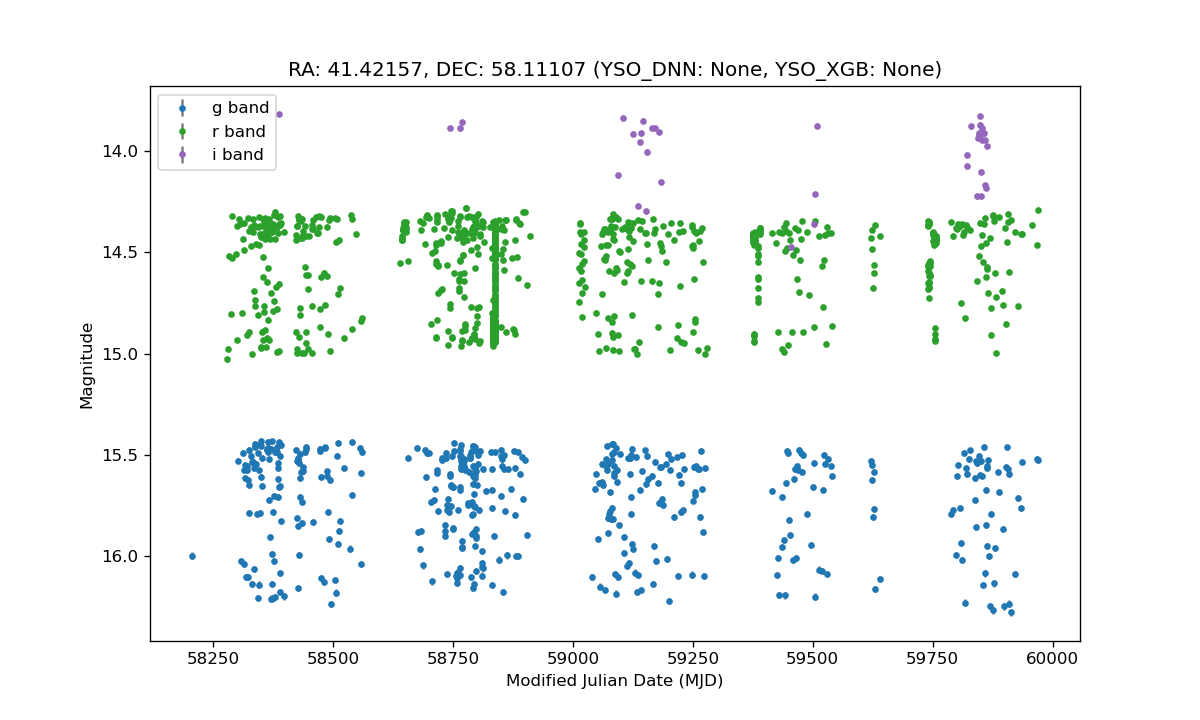 RA: 41.42157, DEC: 58.11107 (YSO_DNN: None, YSO_XGB: None)
g band
r band
i band
14.0
14.5
15.0
15.5
16.0
Magnitude
58250 58500 58750 59000 59250 59500 59750 60000
Modified Julian Date (MJD)